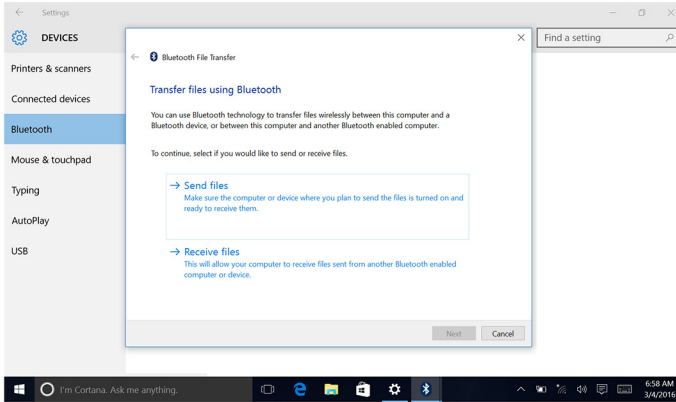 Settings
DEVICES
Find a setting
Printers & scanners
Connected devices
Bluetooth
Mouse & touchpad
Typing
AutoPlay
USB
Bluetooth File Transfer
Transfer files using Bluetooth
You can use Bluetooth technology to transfer files wirelessly between this computer and a
Bluetooth device, or between this computer and another Bluetooth enabled computer.
To continue, select if you would like to send or receive files.
Send files
Make sure the computer or device where you plan to send the files is turned on and
ready to receive them.
Receive files
This will allow your computer to receive files sent from another Bluetooth enabled
computer or device.
Next
Cancel
I'm Cortana. Ask me anything.
6:58 AM
3/4/2016